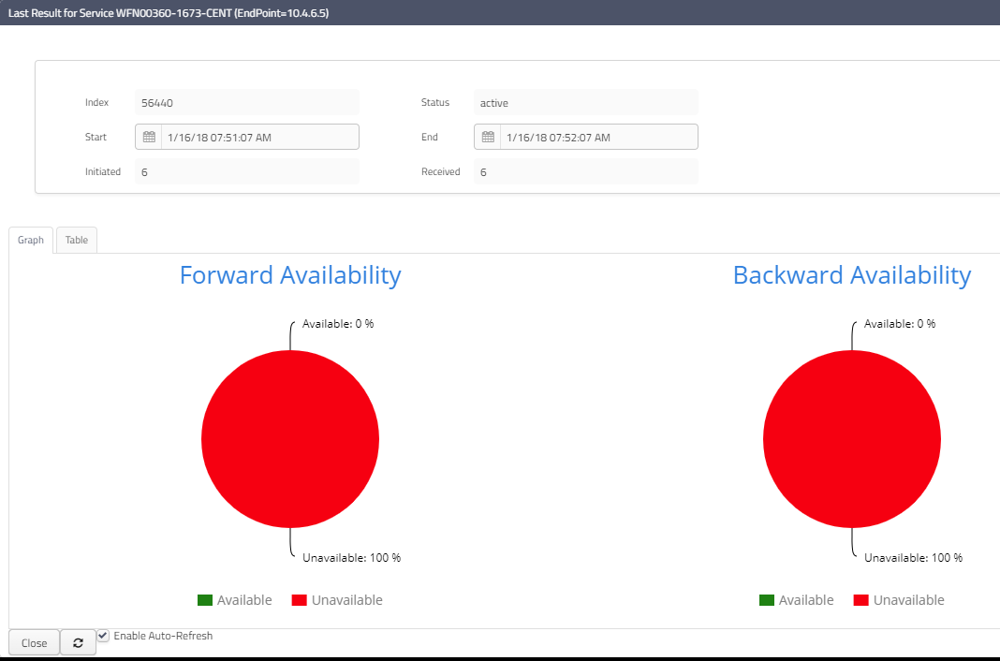 Last Result for Service WFN00360-1673-CENT (EndPoint=10.4.6.5)
Index 56440 Status active
Start 1/16/18 07:51:07 AM End 1/16/18 07:52:07 AM
Initiated 6 Received 6
Graph Table
Forward Availability Backward Availability
Available: 0 % Available: 0 %
Unavailable: 100 % Unavailable: 100 %
Available Unavailable Available Unavailable
Close Enable Auto-Refresh